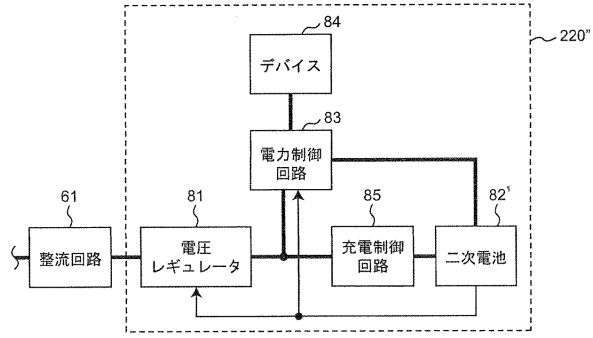 84
220”
デバイス
83
電力制御
回路
61
81
85
82'
整流回路
電圧
レギュレータ
充電制御
回路
二次電池